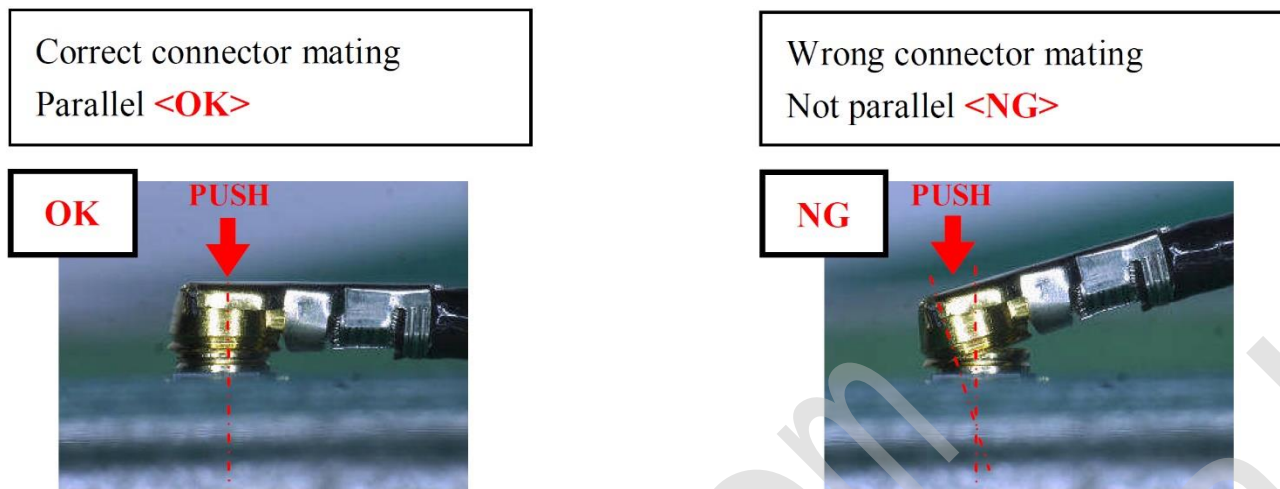 Correct connector mating
Parallel <OK>
Wrong connector mating
Not parallel <NG>
OK
PUSH
NG
PUSH